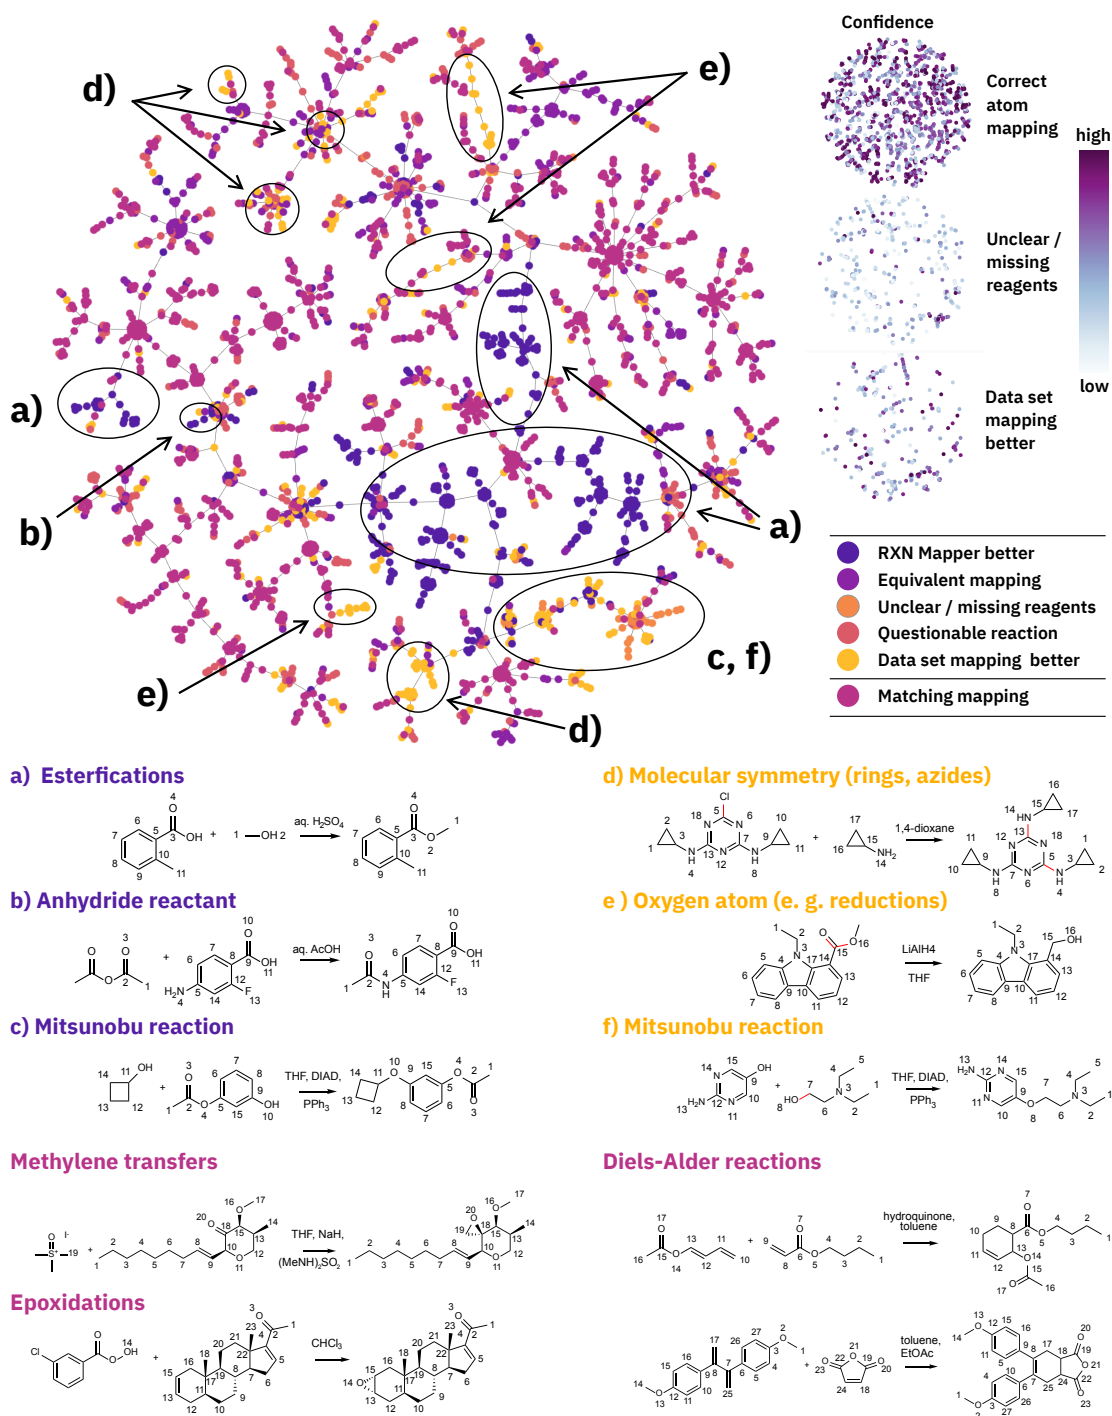 Confidence
Correct
atom
mapping
high
Unclear /
missing
reagents
low
Data set
mapping
better
d)
e)
a)
b)
a)
e)
c, f)
d)
RXN Mapper better
Equivalent mapping
Unclear / missing reagents
Questionable reaction
Data set mapping better
Matching mapping
a) Esterfications
aq. H2SO4
b) Anhydride reactant
aq. AcOH
c) Mitsunobu reaction
THF, DIAD,
PPh3
Methylene transfers
THF, NaH,
(MeNH)2SO2
Epoxidations
CHCl3
d) Molecular symmetry (rings, azides)
1,4-dioxane
e ) Oxygen atom (e. g. reductions)
LiAlH4
THF
f) Mitsunobu reaction
THF, DIAD,
PPh3
Diels-Alder reactions
hydroquinone,
toluene
toluene,
EtOAc